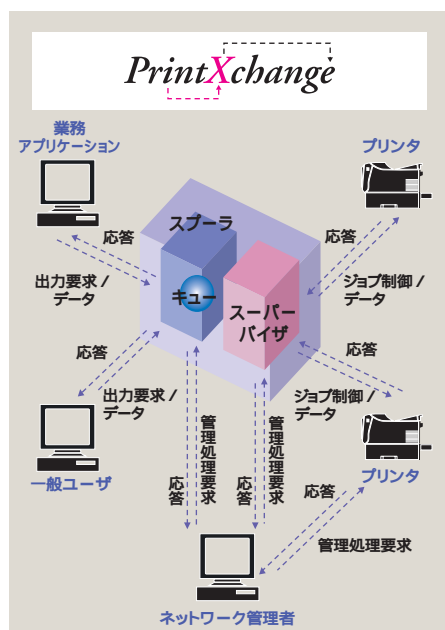 PrintXchange
業務
アプリケーション
プリンタ
スプーラ
応答
応答
出力要求 /
データ
キュー
スーパー
バイザ
ジョブ制御 /
データ
応答
応答
出力要求 /
データ
ジョブ制御 /
データ
一般ユーザ
応答
管理処理要求
応答
管理処理要求
プリンタ
応答
管理処理要求
ネットワーク管理者